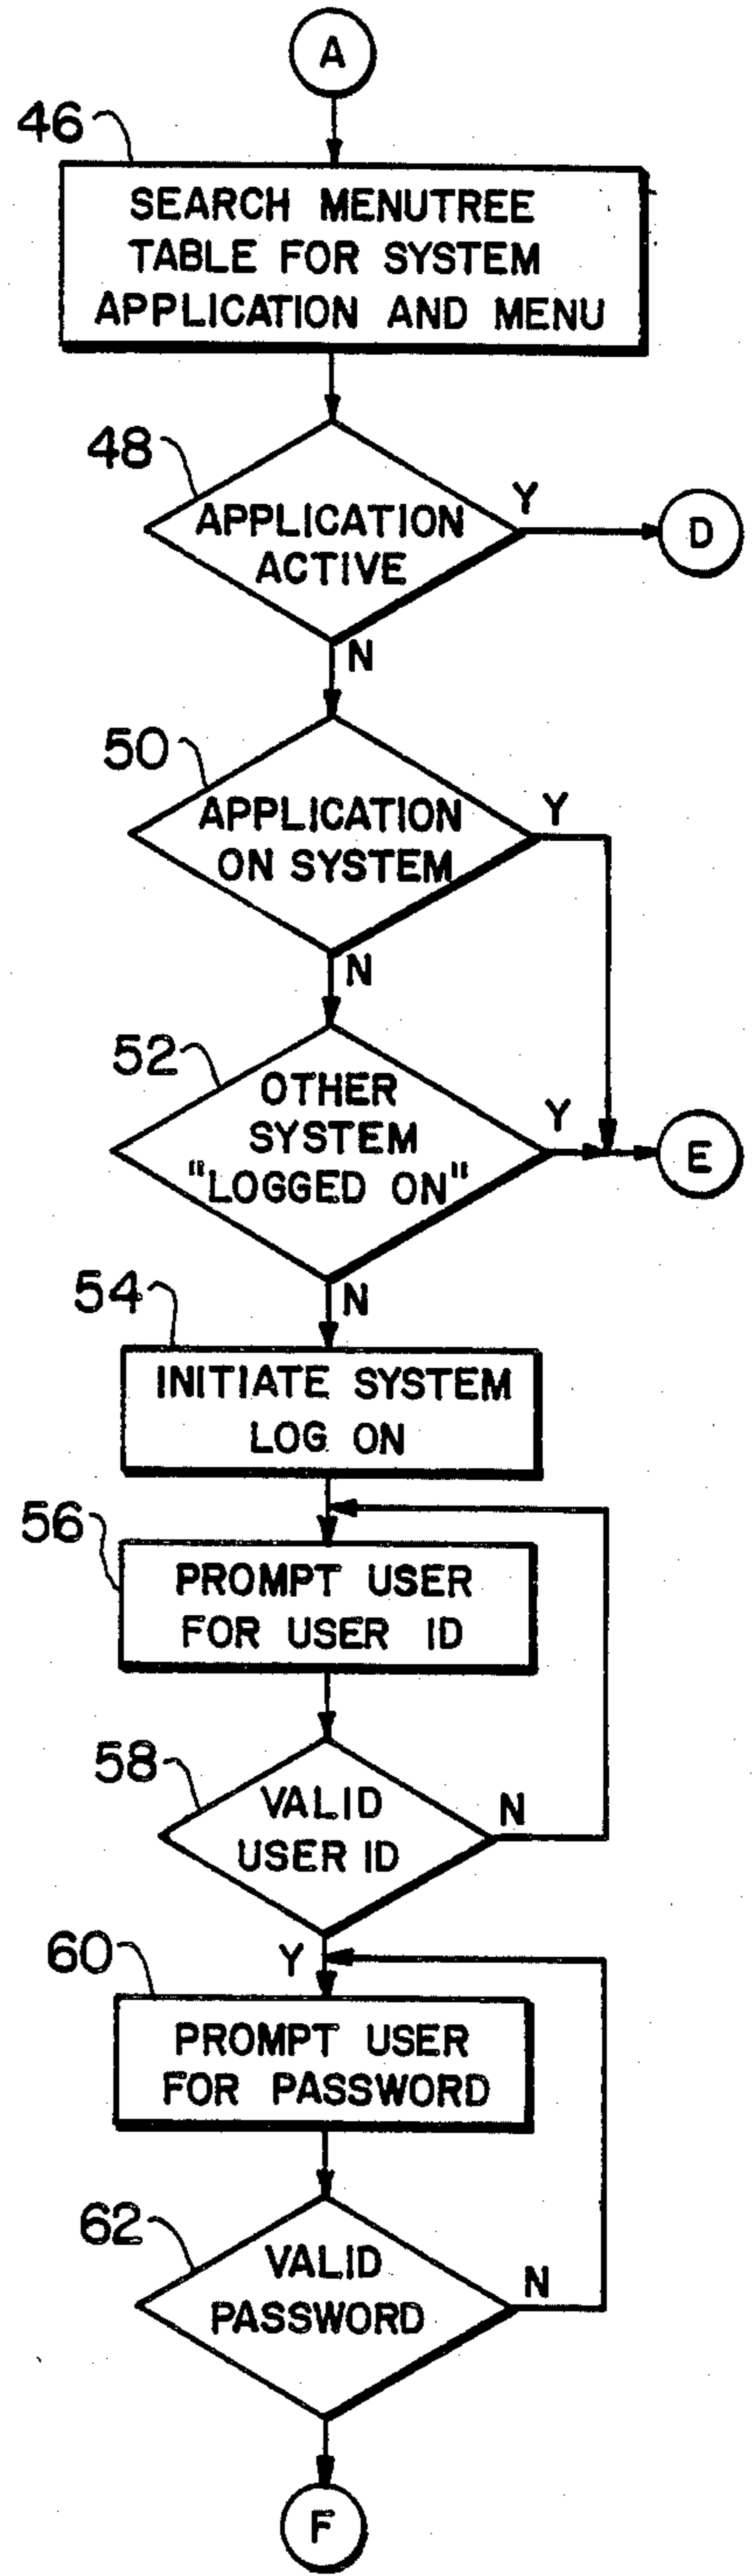 A
46
SEARCH MENUTREE
TABLE FOR SYSTEM
APPLICATION AND MENU
48
APPLICATION
ACTIVE
Y
D
N
50
APPLICATION
ON SYSTEM
Y
N
52
OTHER
SYSTEM
"LOGGED ON"
Y
E
N
54
INITIATE SYSTEM
LOG ON
56
PROMPT USER
FOR USER ID
58
VALID
USER ID
N
Y
60
PROMPT USER
FOR PASSWORD
62
VALID
PASSWORD
N
F